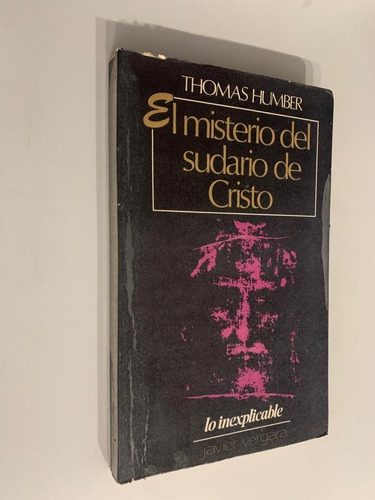 THOMAS HUMBER
El misterio del
sudario de
Cristo
lo inexplicable
javier vergara